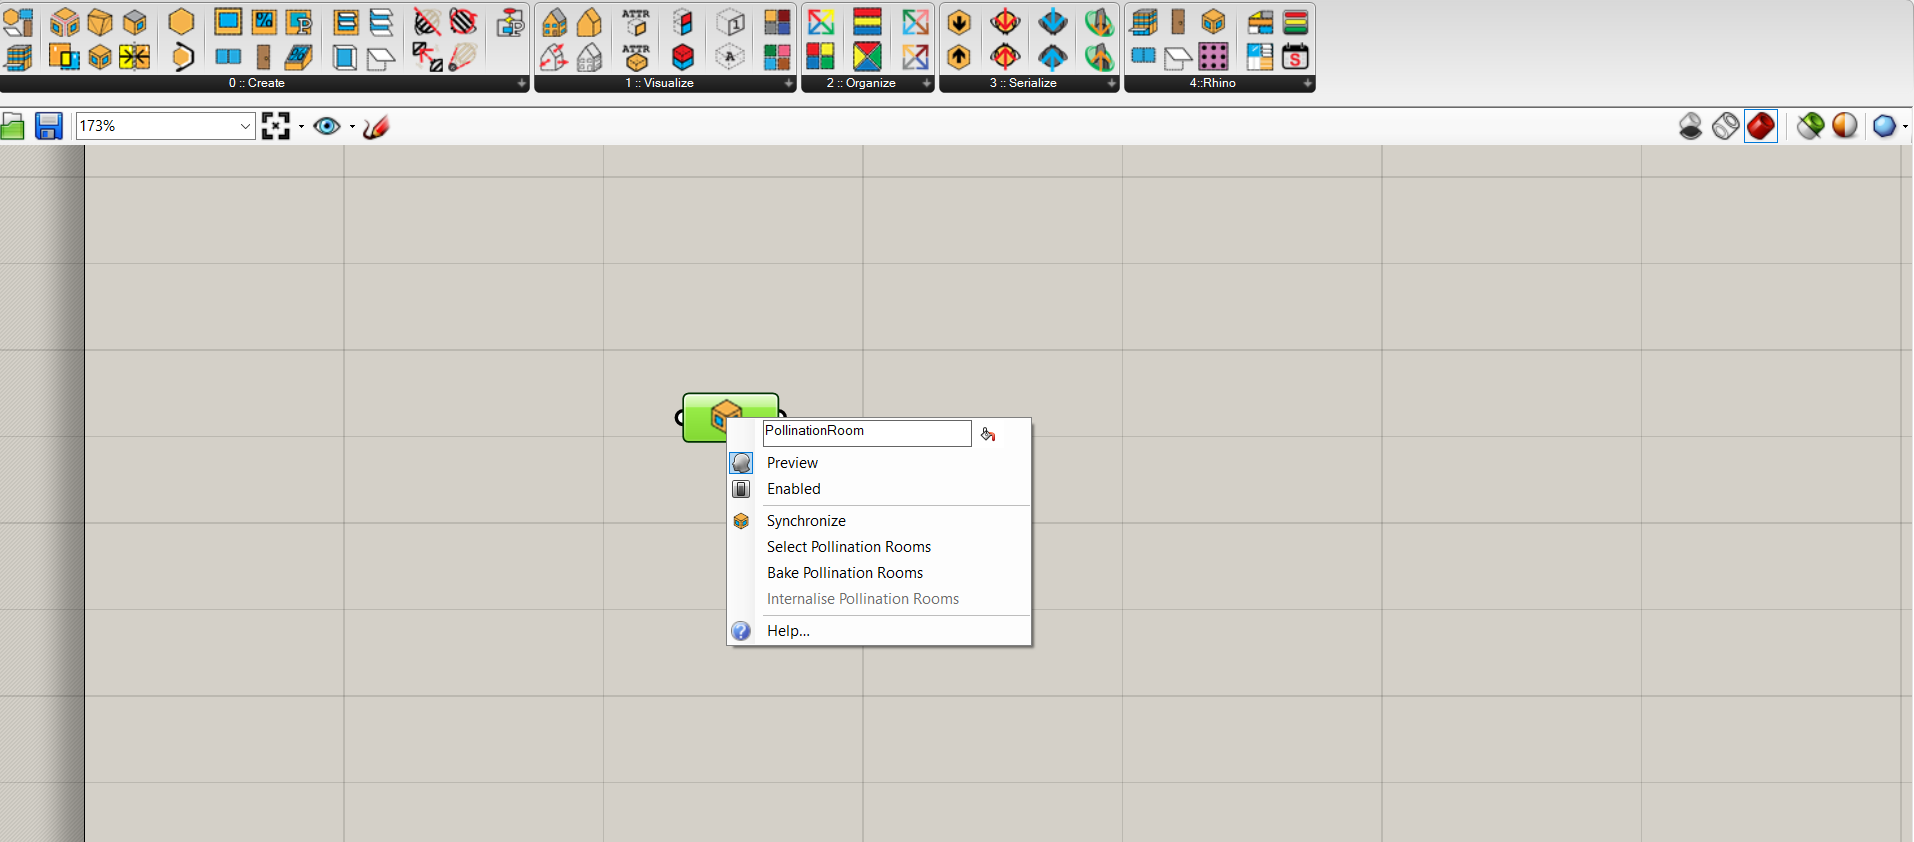 ATTR
ATTR
1
A
%
S
0 :: Create
1 :: Visualize
2 :: Organize
3 :: Serialize
4::Rhino
173%
PollinationRoom
Preview
Enabled
Synchronize
Select Pollination Rooms
Bake Pollination Rooms
Internalise Pollination Rooms
?
Help...